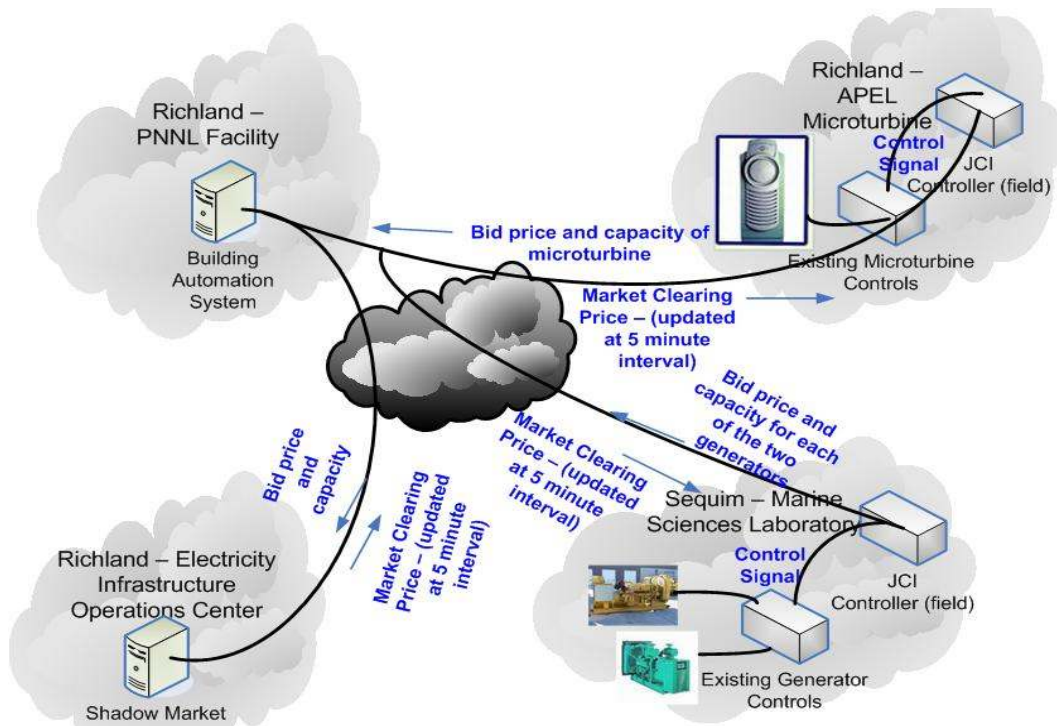 Richland –
PNNL Facility
Building
Automation
System
Richland –
APEL
Microturbine
Control
Signal
JCI
Controller (field)
Existing Microturbine
Controls
Bid price and capacity of
microturbine
Market Clearing
Price – (updated
at 5 minute
interval)
Bid price and
capacity for each
of the two
generators
Market Clearing
Price – (updated
at 5 minute
interval)
Bid price
and
capacity
Market Clearing
Price – (updated
at 5 minute
interval)
Richland – Electricity
Infrastructure
Operations Center
Shadow Market
Sequim – Marine
Sciences Laboratory
Control
Signal
JCI
Controller (field)
Existing Generator
Controls